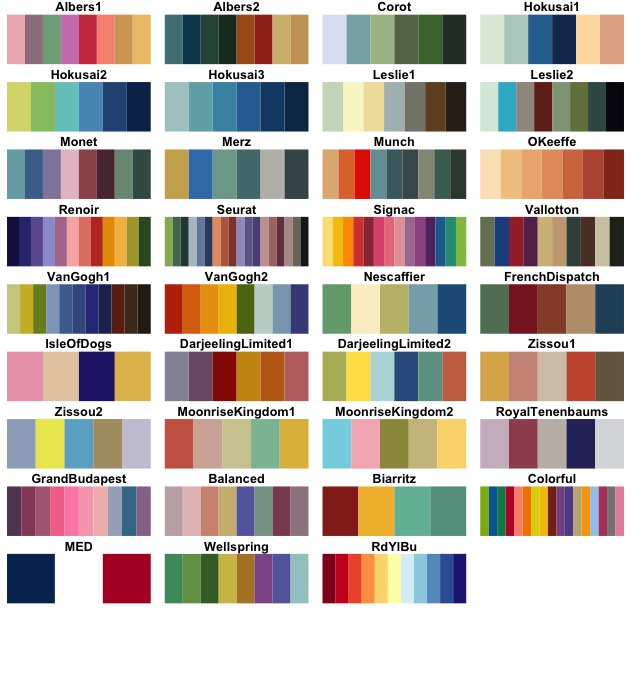 Albers1 Albers2 Corot Hokusai1
Hokusai2 Hokusai3 Leslie1 Leslie2
Monet Merz Munch OKeeffe
Renoir Seurat Signac Vallotton
VanGogh1 VanGogh2 Nescaffier FrenchDispatch
IsleOfDogs DarjeelingLimited1 DarjeelingLimited2 Zissou1
Zissou2 MoonriseKingdom1 MoonriseKingdom2 RoyalTenenbaums
GrandBudapest Balanced Biarritz Colorful
MED Wellspring RdYlBu